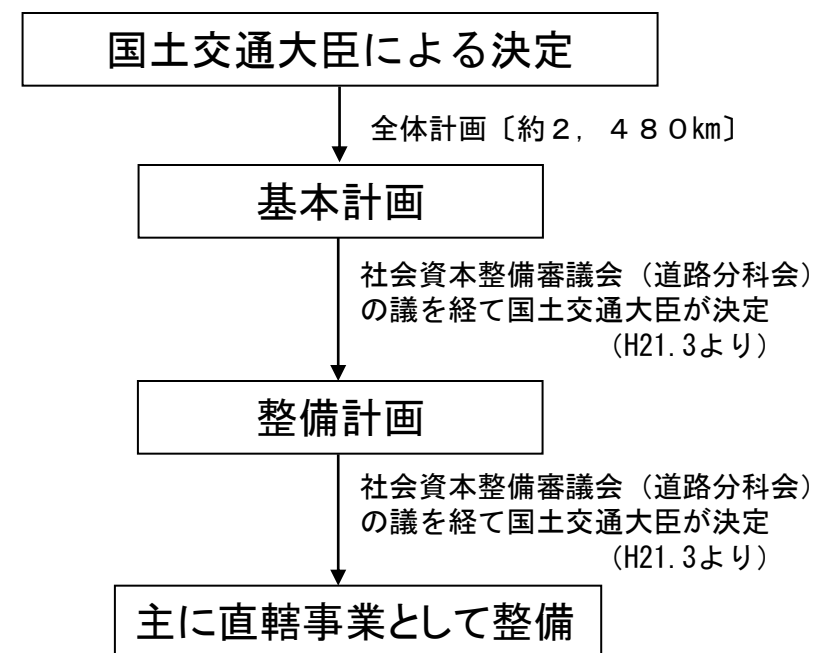 国土交通大臣による決定
全体計画〔約２，４８０㎞〕
基本計画
社会資本整備審議会（道路分科会）
の議を経て国土交通大臣が決定
（H21.3より）
整備計画
社会資本整備審議会（道路分科会）
の議を経て国土交通大臣が決定
（H21.3より）
主に直轄事業として整備